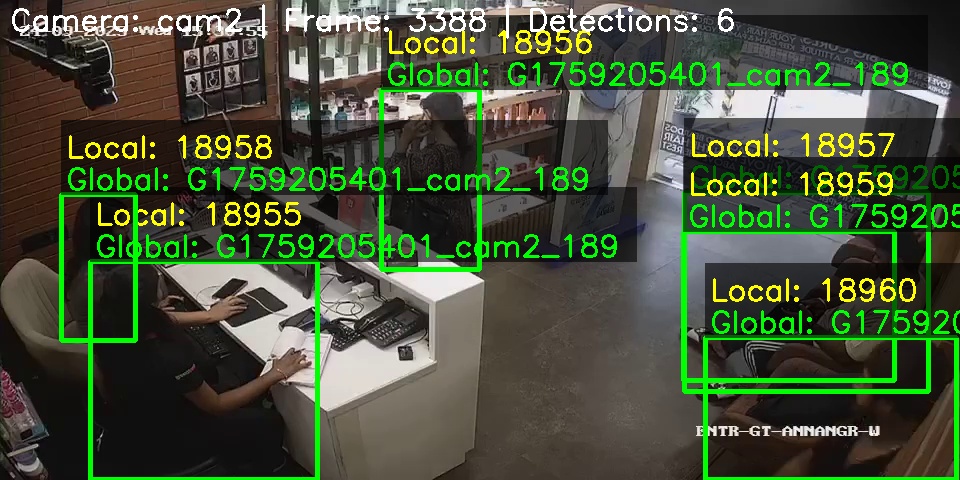 Camera: cam2 | Frame: 3388 | Detections: 6
Local: 18956
Global: G1759205401_cam2_189
Local: 18958
Global: G1759205401_cam2_189
Local: 18957
Local: 18959
Global: G1759205
Local: 18955
Global: G1759205401_cam2_189
Local: 18960
Global: G175920
ENTR-GT-ANNANGR-W